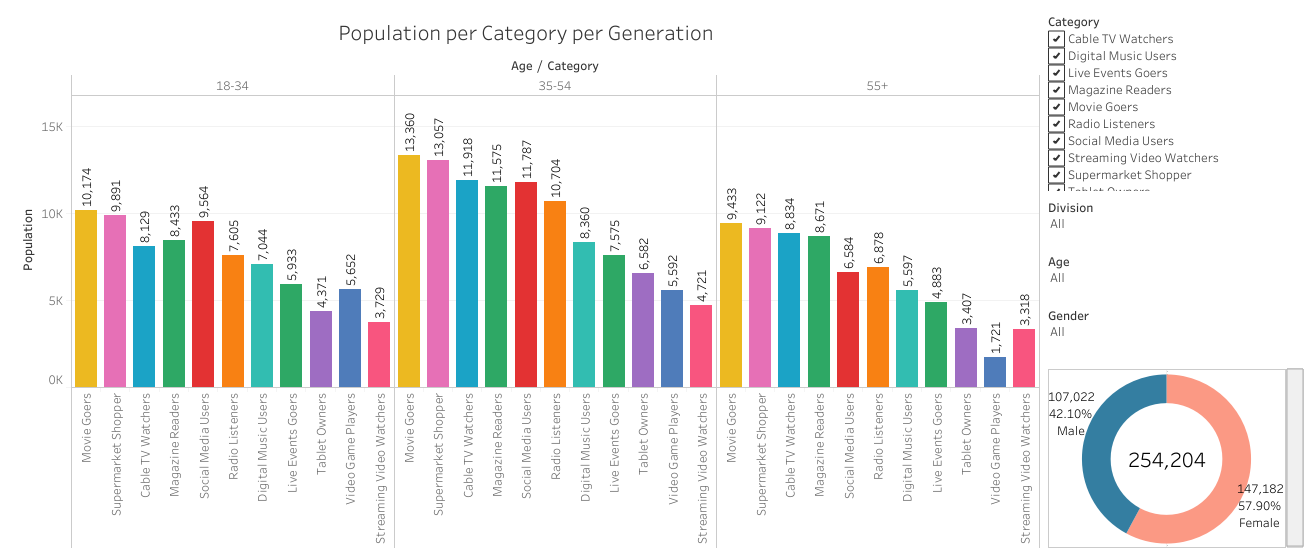 Population per Category per Generation
Age / Category
18-34
35-54
55+
Population
15K
10K
5K
0K
10,174
9,891
8,129
8,433
9,564
7,605
7,044
5,933
4,371
5,652
3,729
13,360
13,057
11,918
11,575
11,787
10,704
8,360
7,575
6,582
5,592
4,721
9,433
9,122
8,834
8,671
6,584
6,878
5,597
4,883
3,407
1,721
3,318
Movie Goers
Supermarket Shopper
Cable TV Watchers
Magazine Readers
Social Media Users
Radio Listeners
Digital Music Users
Live Events Goers
Tablet Owners
Video Game Players
Streaming Video Watchers
Movie Goers
Supermarket Shopper
Cable TV Watchers
Magazine Readers
Social Media Users
Radio Listeners
Digital Music Users
Live Events Goers
Tablet Owners
Video Game Players
Streaming Video Watchers
Movie Goers
Supermarket Shopper
Cable TV Watchers
Magazine Readers
Social Media Users
Radio Listeners
Digital Music Users
Live Events Goers
Tablet Owners
Video Game Players
Streaming Video Watchers
Category
Cable TV Watchers
Digital Music Users
Live Events Goers
Magazine Readers
Movie Goers
Radio Listeners
Social Media Users
Streaming Video Watchers
Supermarket Shopper
Tablet Owners
Division
All
Age
All
Gender
All
107,022
42.10%
Male
254,204
147,182
57.90%
Female